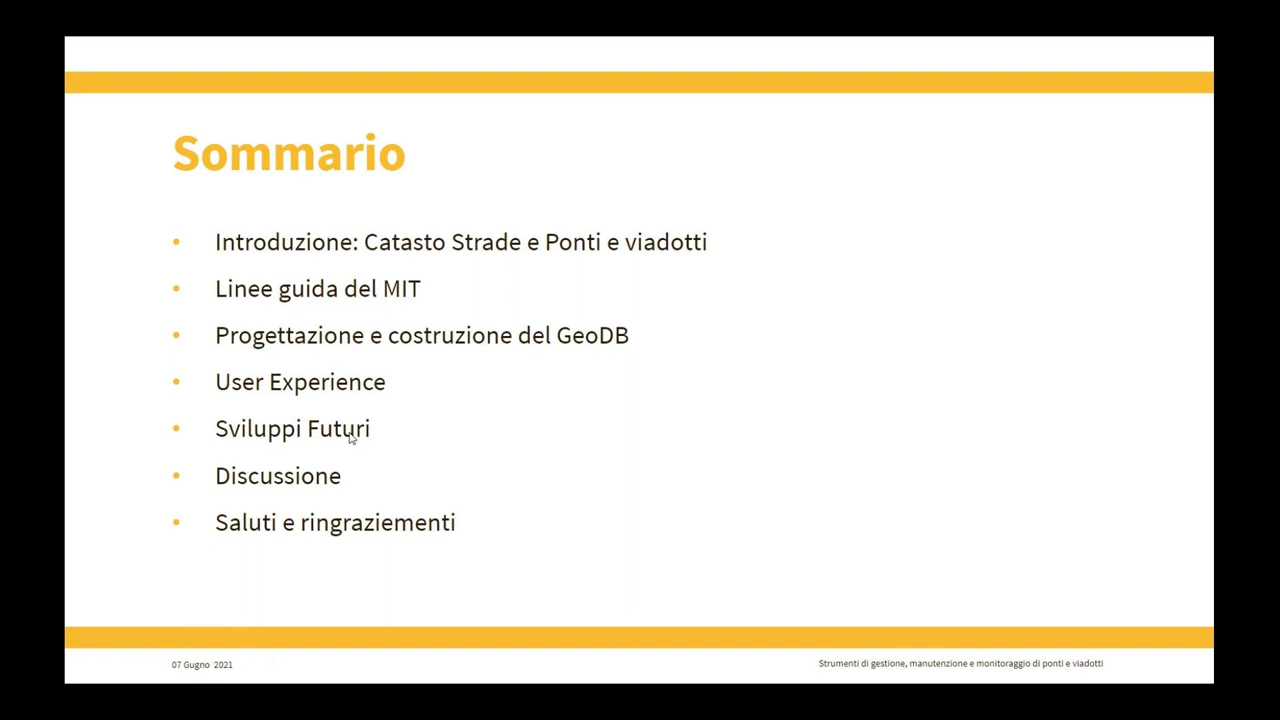 Sommario
• Introduzione: Catasto Strade e Ponti e viadotti
• Linee guida del MIT
• Progettazione e costruzione del GeoDB
• User Experience
• Sviluppi Futuri
• Discussione
• Saluti e ringraziementi
07 Gugno 2021
Strumenti di gestione, manutenzione e monitoraggio di ponti e viadotti